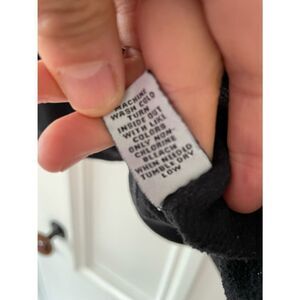 MACHINE
WASH COLD
TURN
INSIDE OUT
WITH LIKE
COLORS
ONLY NON-
CHLORINE
BLEACH
WHEN NEEDED
TUMBLE DRY
LOW